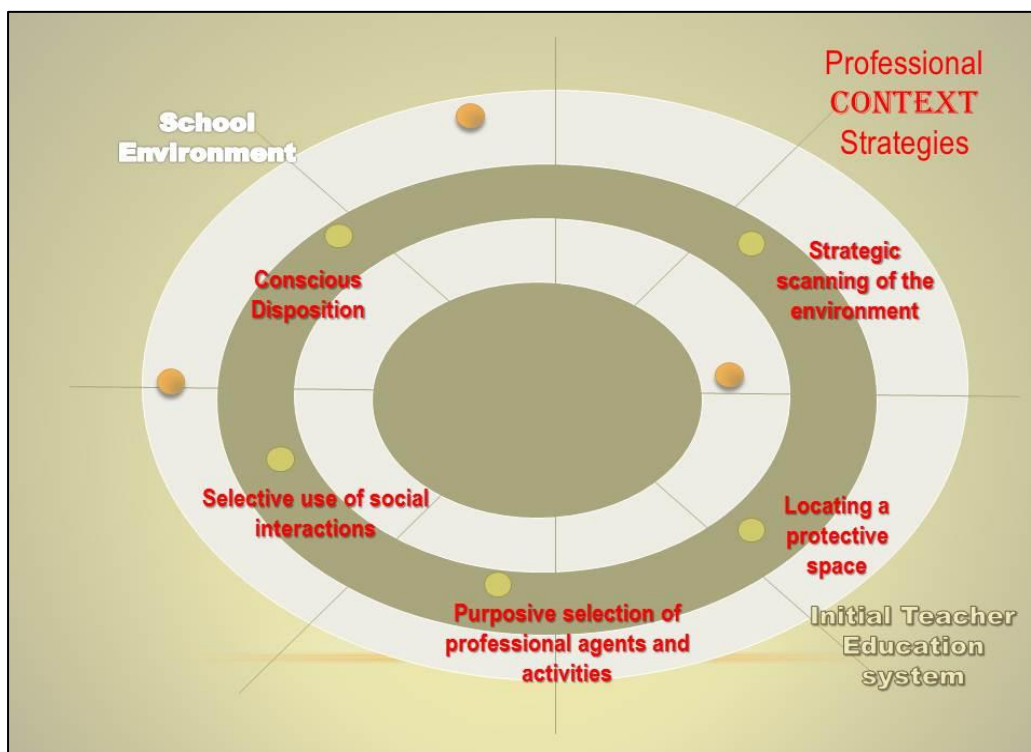 Professional
CONTEXT
Strategies
School
Environment
Strategic
scanning of the
environment
Conscious
Disposition
Selective use of social
interactions
Locating a
protective
space
Purposive selection of
professional agents and
activities
Initial Teacher
Education
system